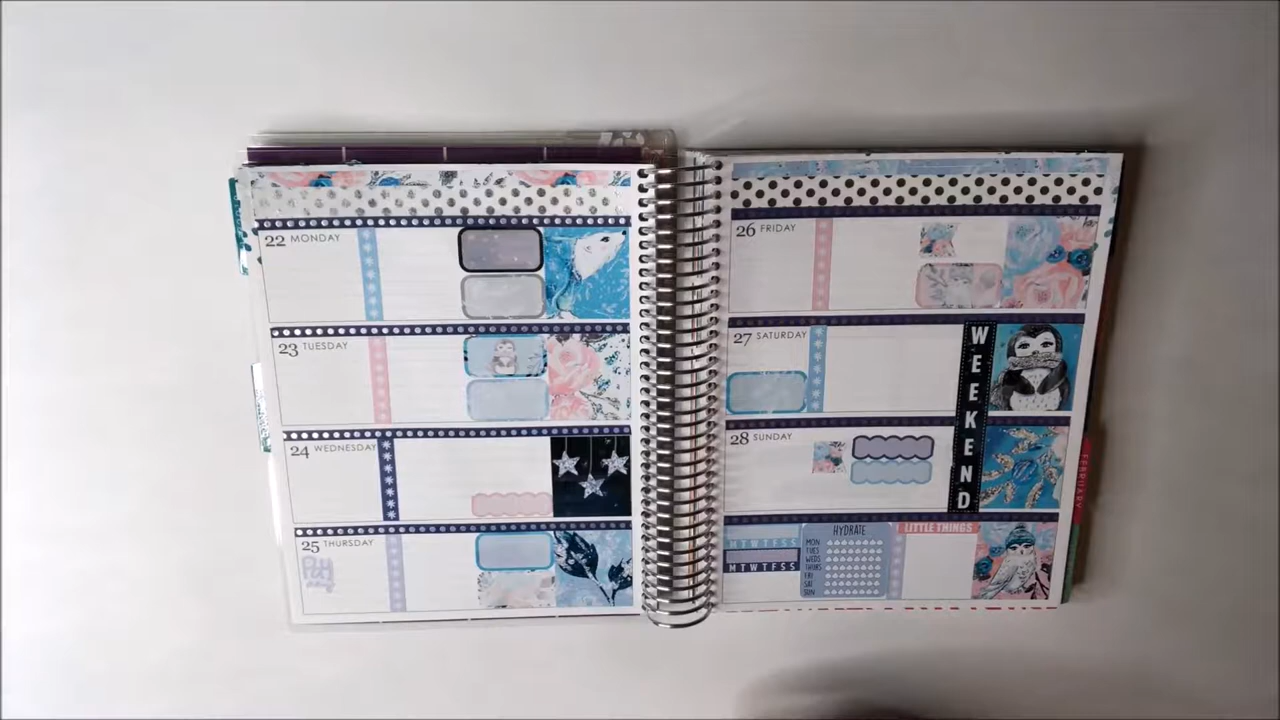 22 MONDAY
23 TUESDAY
24 WEDNESDAY
25 THURSDAY
26 FRIDAY
27 SATURDAY
28 SUNDAY
WEEKEND
M T W T F S S
M T W T F S S
HYDRATE
MON
TUES
WEDS
THURS
FRI
SAT
SUN
LITTLE THINGS
FEBRUARY